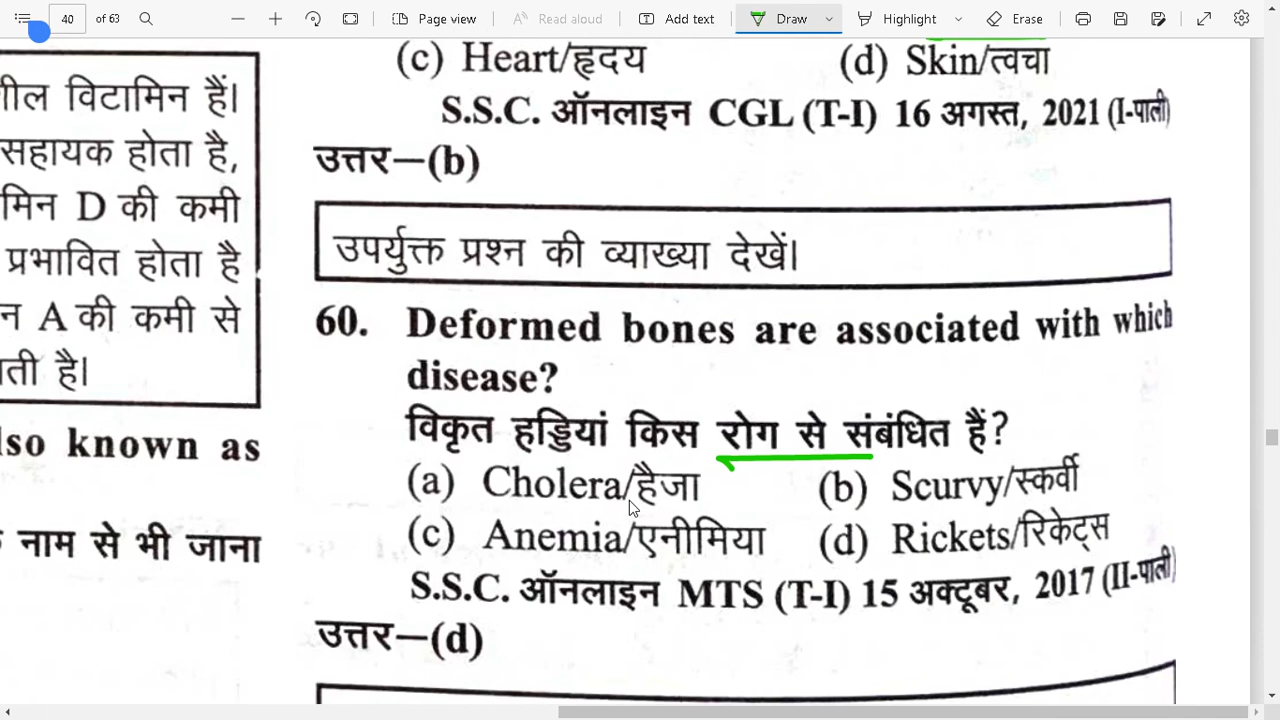 40 of 63 Page view Read aloud Add text Draw Highlight Erase
(c) Heart/हृदय (d) Skin/त्वचा
S.S.C. ऑनलाइन CGL (T-I) 16 अगस्त, 2021 (I-पाली)
उत्तर—(b)
उपर्युक्त प्रश्न की व्याख्या देखें।
60. Deformed bones are associated with which
disease?
विकृत हड्डियां किस रोग से संबंधित हैं?
(a) Cholera/हैजा (b) Scurvy/स्कर्वी
(c) Anemia/एनीमिया (d) Rickets/रिकेट्स
S.S.C. ऑनलाइन MTS (T-I) 15 अक्टूबर, 2017 (II-पाली)
उत्तर—(d)
विटामिन हैं।
सहायक होता है,
D की कमी
प्रभावित होता है
A की कमी से
है।
known as
नाम से भी जाना